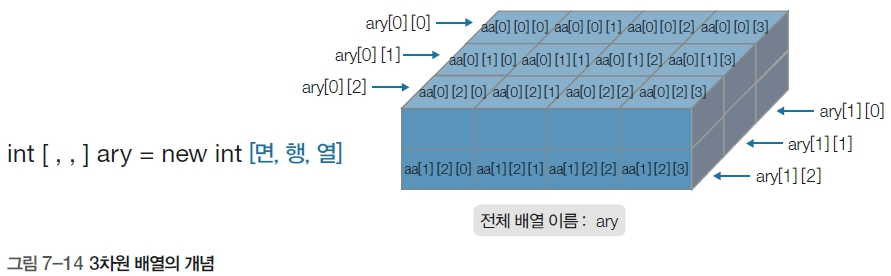 ary[0][0]
aa[0][0][0] aa[0][0][1] aa[0][0][2] aa[0][0][3]
ary[0][1]
aa[0][1][0] aa[0][1][1] aa[0][1][2] aa[0][1][3]
ary[0][2]
aa[0][2][0] aa[0][2][1] aa[0][2][2] aa[0][2][3]
ary[1][0]
int [ , , ] ary = new int [면, 행, 열]
ary[1][1]
aa[1][2][0] aa[1][2][1] aa[1][2][2] aa[1][2][3]
ary[1][2]
전체 배열 이름 : ary
그림 7-14 3차원 배열의 개념